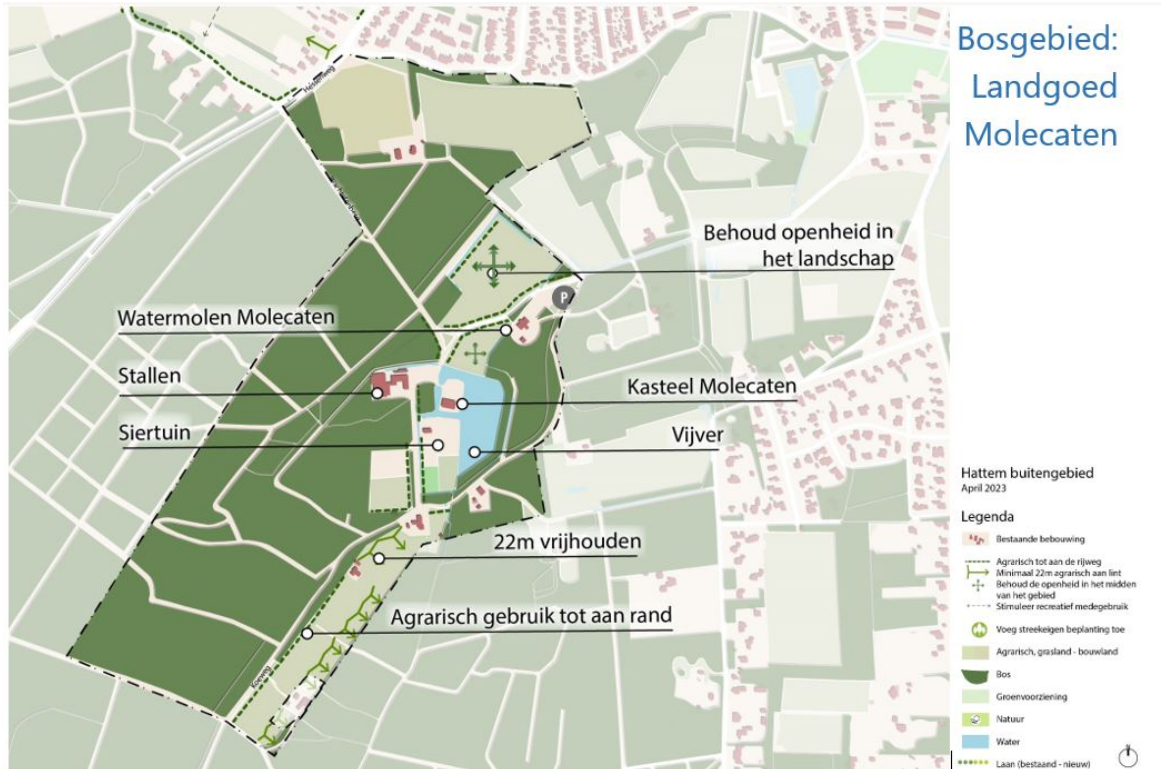 Bosgebied:
Landgoed
Molecaten
Behoud openheid in
het landschap
P
Watermolen Molecaten
Stallen
Kasteel Molecaten
Siertuin
Vijver
22m vrijhouden
Agrarisch gebruik tot aan rand
Koeweg
Hattem buitengebied
April 2023
Legenda
Bestaande bebouwing
Agrarisch tot aan de rijweg
Minimaal 22m agrarisch aan lint
Behoud de openheid in het midden
van het gebied
Stimuleer recreatief medegebruik
Voeg streekeigen beplanting toe
Agrarisch, grasland - bouwland
Bos
Groenvoorziening
Natuur
Water
Laan (bestaand - nieuw)